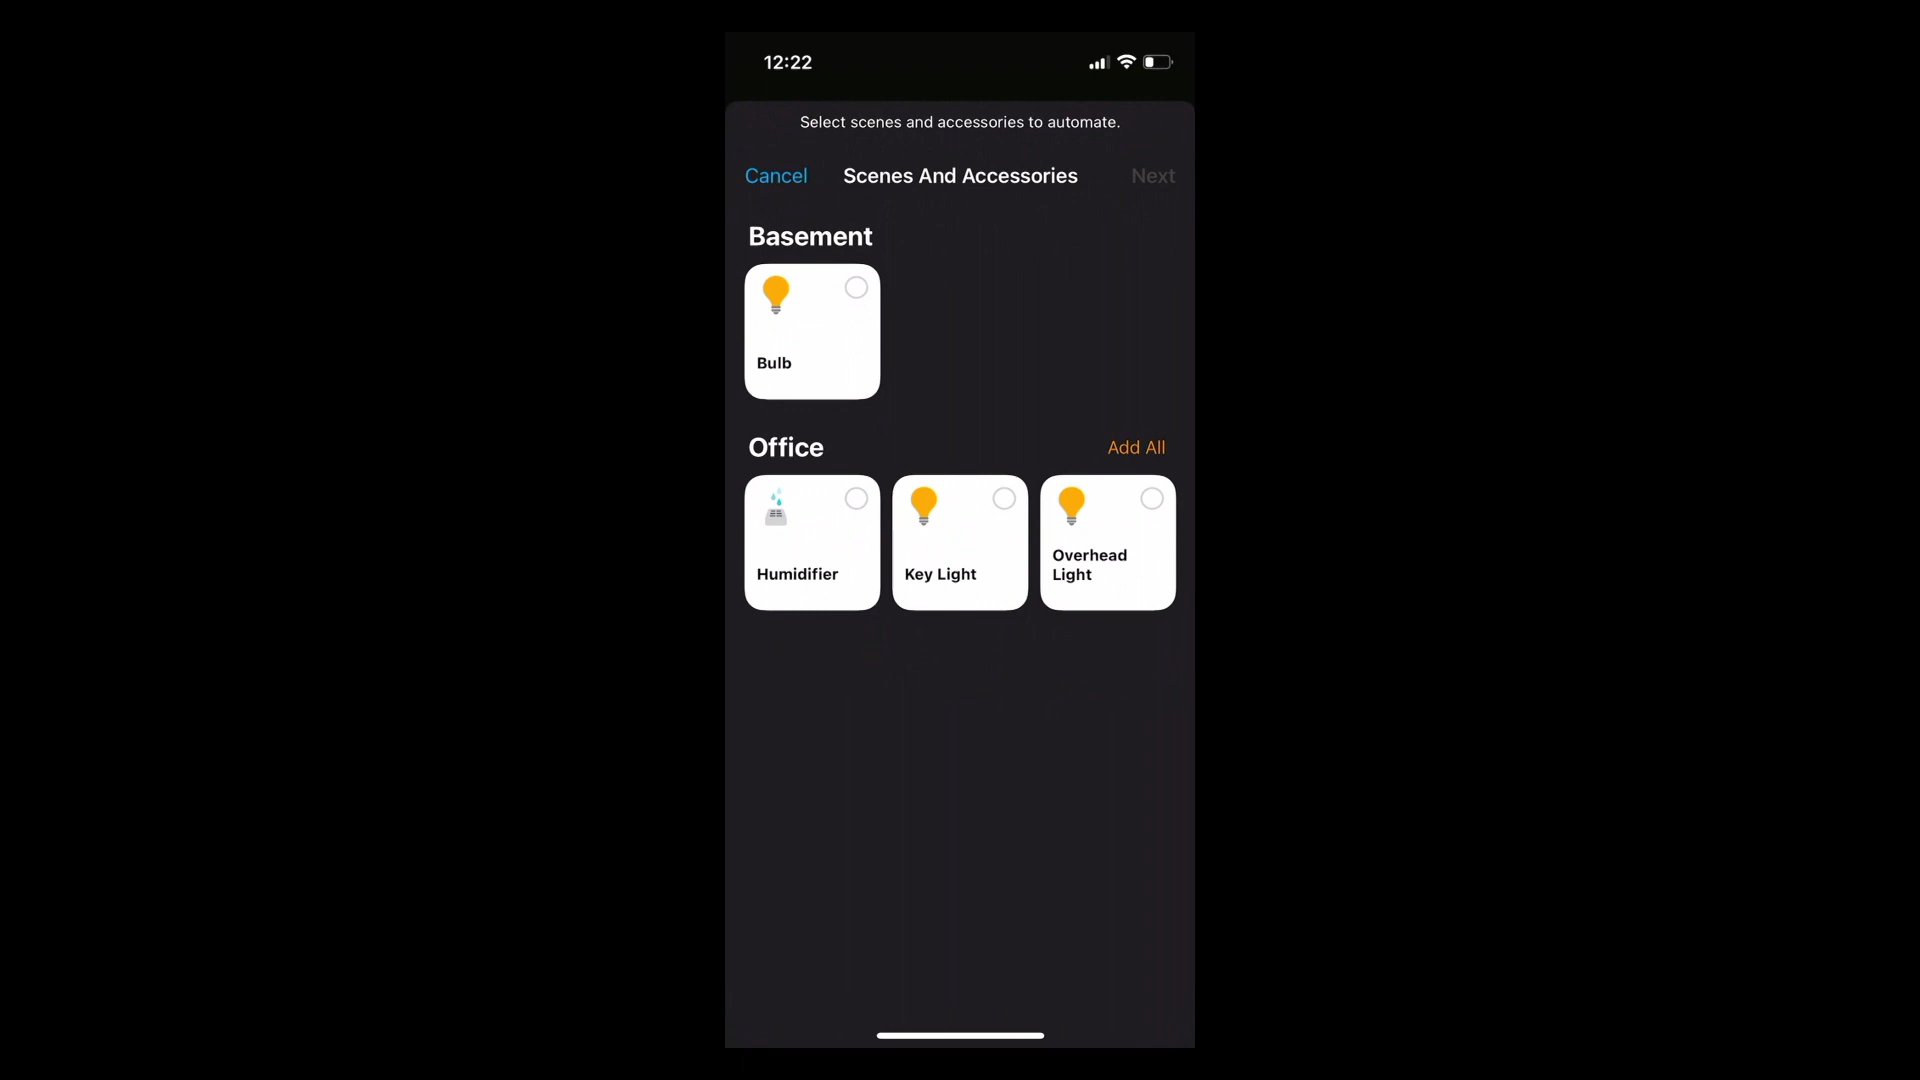 12:22
Select scenes and accessories to automate.
Cancel
Scenes And Accessories
Next
Basement
Bulb
Office
Add All
Humidifier
Key Light
Overhead
Light